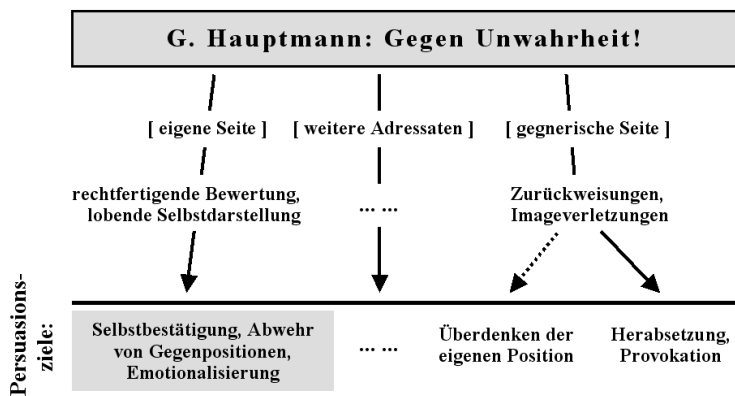 G. Hauptmann: Gegen Unwahrheit!
[ eigene Seite ] [ weitere Adressaten ] [ gegnerische Seite ]
rechtfertigende Bewertung,
lobende Selbstdarstellung
... ...
Zurückweisungen,
Imageverletzungen
Persuasions-
ziele:
Selbstbestätigung, Abwehr
von Gegenpositionen,
Emotionalisierung
... ...
Überdenken der
eigenen Position
Herabsetzung,
Provokation